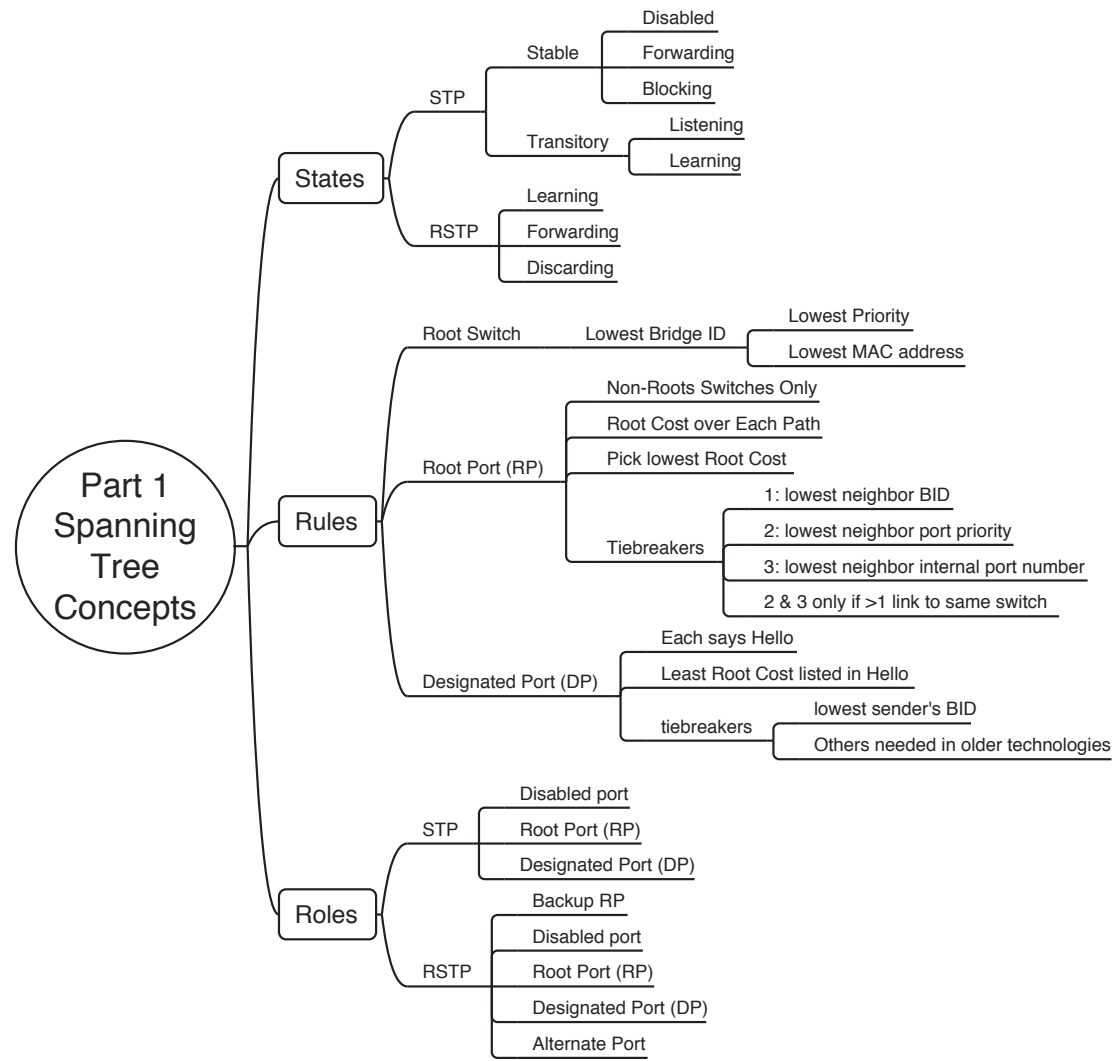 Part 1
Spanning
Tree
Concepts
States
STP
Stable
Disabled
Forwarding
Blocking
Transitory
Listening
Learning
RSTP
Learning
Forwarding
Discarding
Rules
Root Switch
Lowest Bridge ID
Lowest Priority
Lowest MAC address
Root Port (RP)
Non-Roots Switches Only
Root Cost over Each Path
Pick lowest Root Cost
Tiebreakers
1: lowest neighbor BID
2: lowest neighbor port priority
3: lowest neighbor internal port number
2 & 3 only if >1 link to same switch
Designated Port (DP)
Each says Hello
Least Root Cost listed in Hello
tiebreakers
lowest sender's BID
Others needed in older technologies
Roles
STP
Disabled port
Root Port (RP)
Designated Port (DP)
RSTP
Backup RP
Disabled port
Root Port (RP)
Designated Port (DP)
Alternate Port